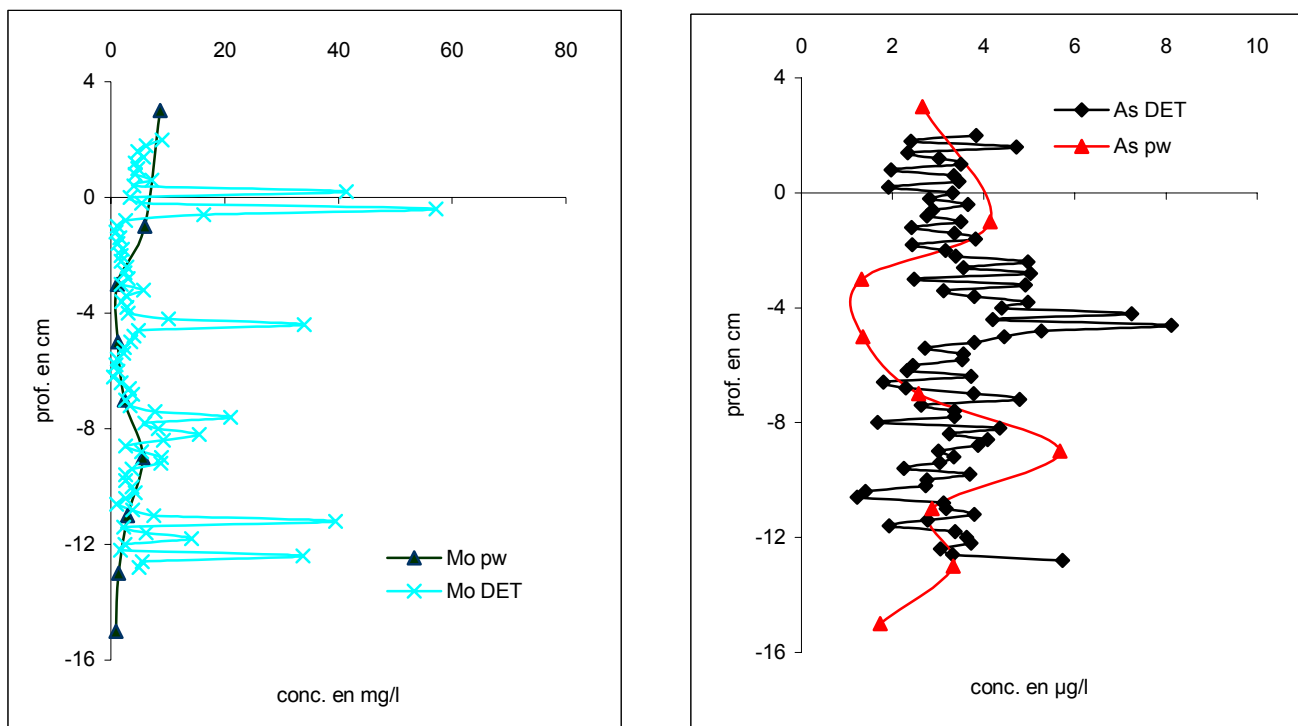 0 20 40 60 80
4
0
-4
-8
-12
-16
prof. en cm
Mo pw
Mo DET
conc. en mg/l
0 2 4 6 8 10
4
0
-4
-8
-12
-16
prof. en cm
As DET
As pw
conc. en µg/l